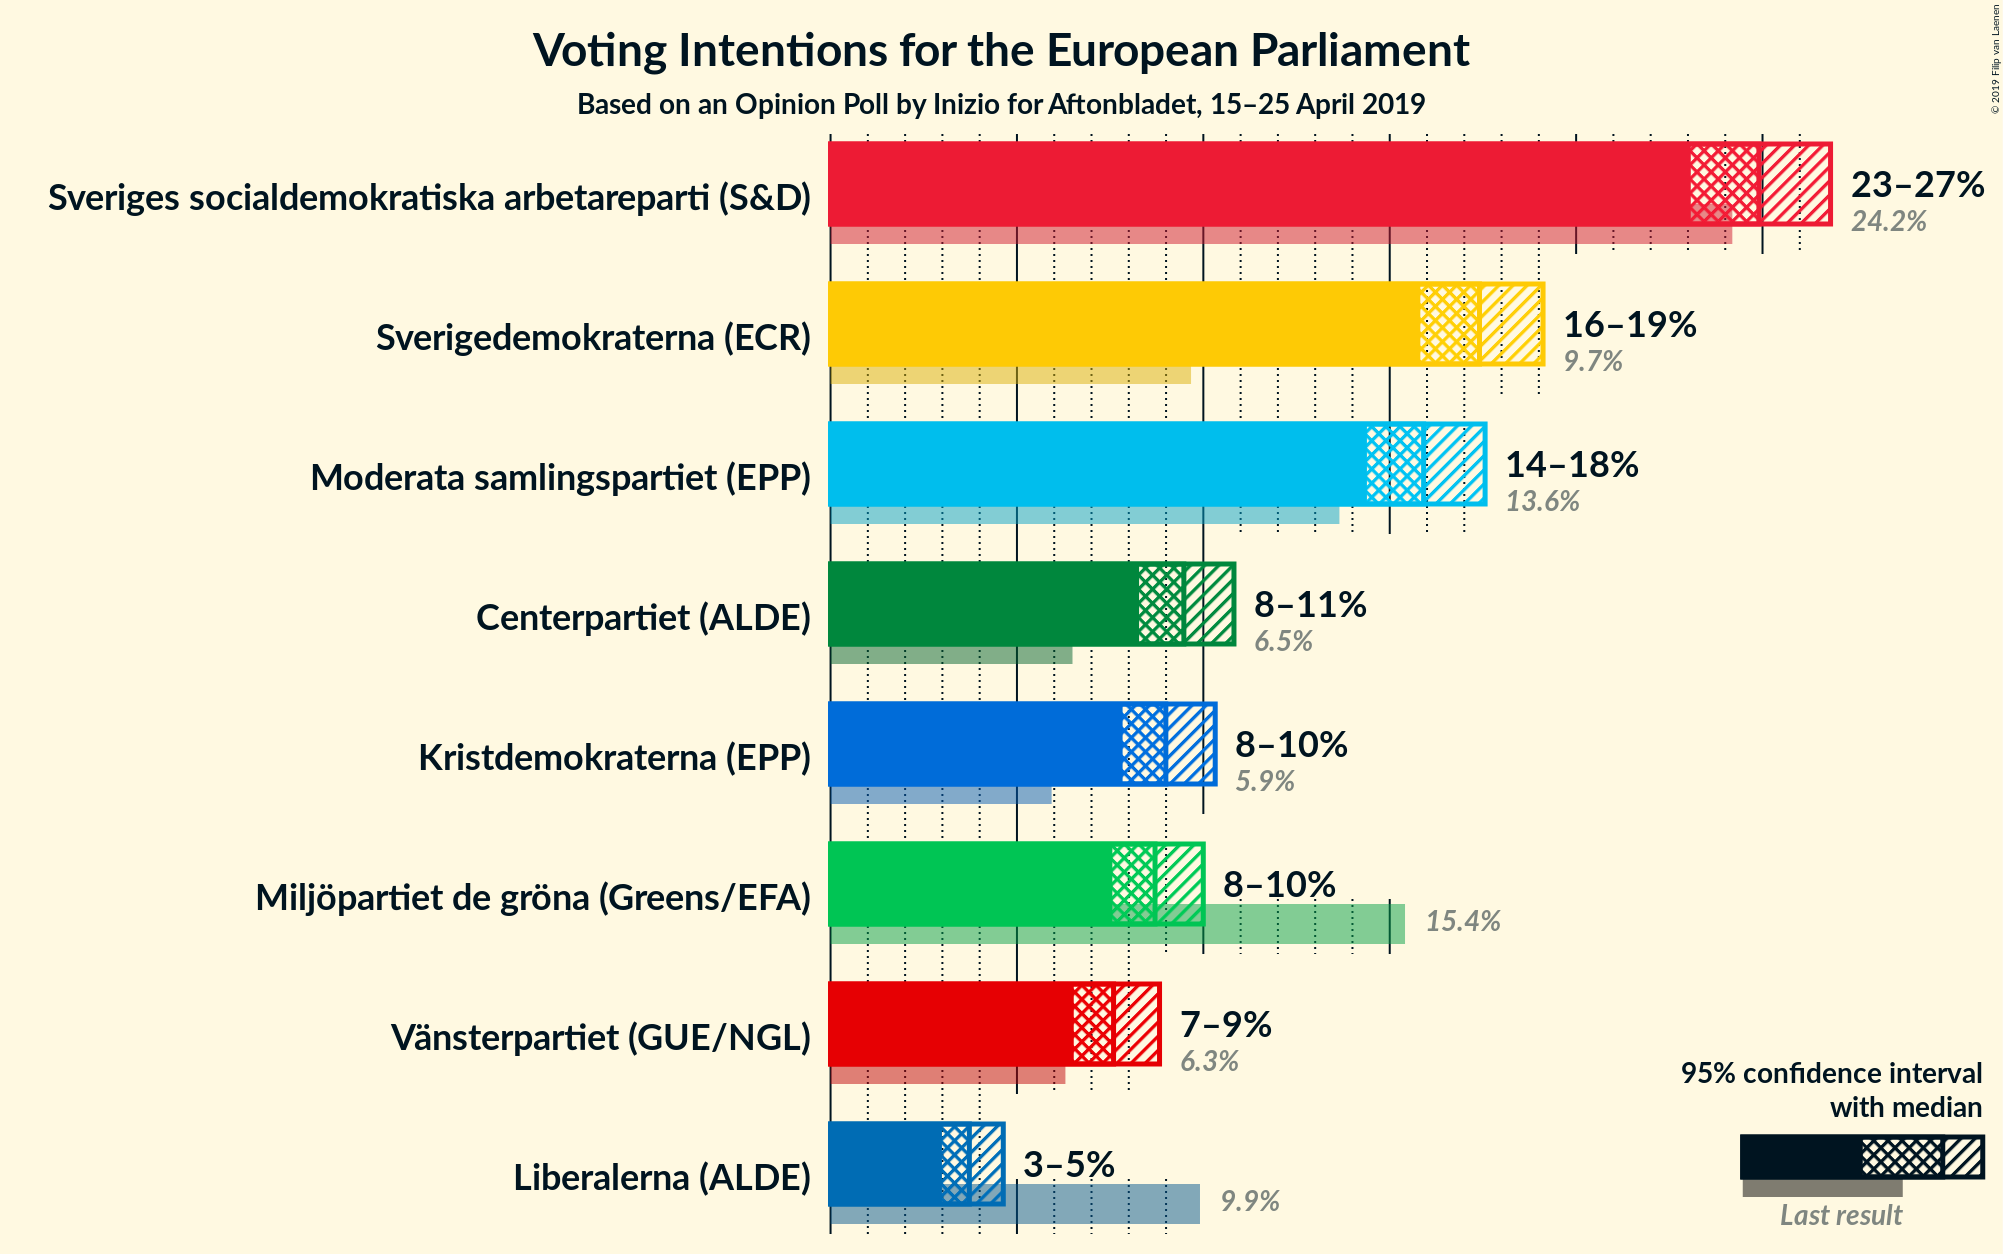 Voting Intentions for the European Parliament
Based on an Opinion Poll by Inizio for Aftonbladet, 15–25 April 2019
© 2019 Filip van Laenen
Sveriges socialdemokratiska arbetareparti (S&D)
23–27%
24.2%
Sverigedemokraterna (ECR)
16–19%
9.7%
Moderata samlingspartiet (EPP)
14–18%
13.6%
Centerpartiet (ALDE)
8–11%
6.5%
Kristdemokraterna (EPP)
8–10%
5.9%
Miljöpartiet de gröna (Greens/EFA)
8–10%
15.4%
Vänsterpartiet (GUE/NGL)
7–9%
6.3%
Liberalerna (ALDE)
3–5%
9.9%
95% confidence interval
with median
Last result